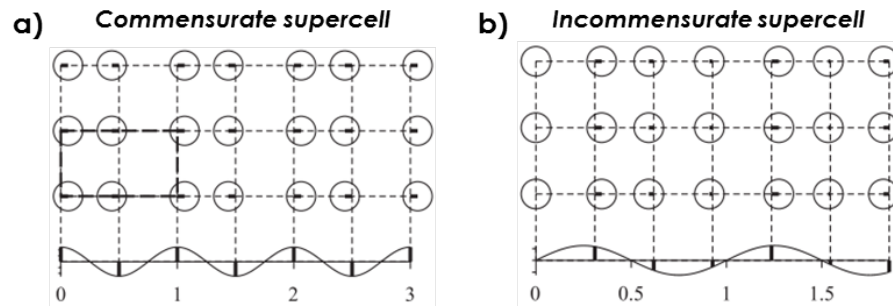 a) Commensurate supercell
0 1 2 3
b) Incommensurate supercell
0 0.5 1 1.5